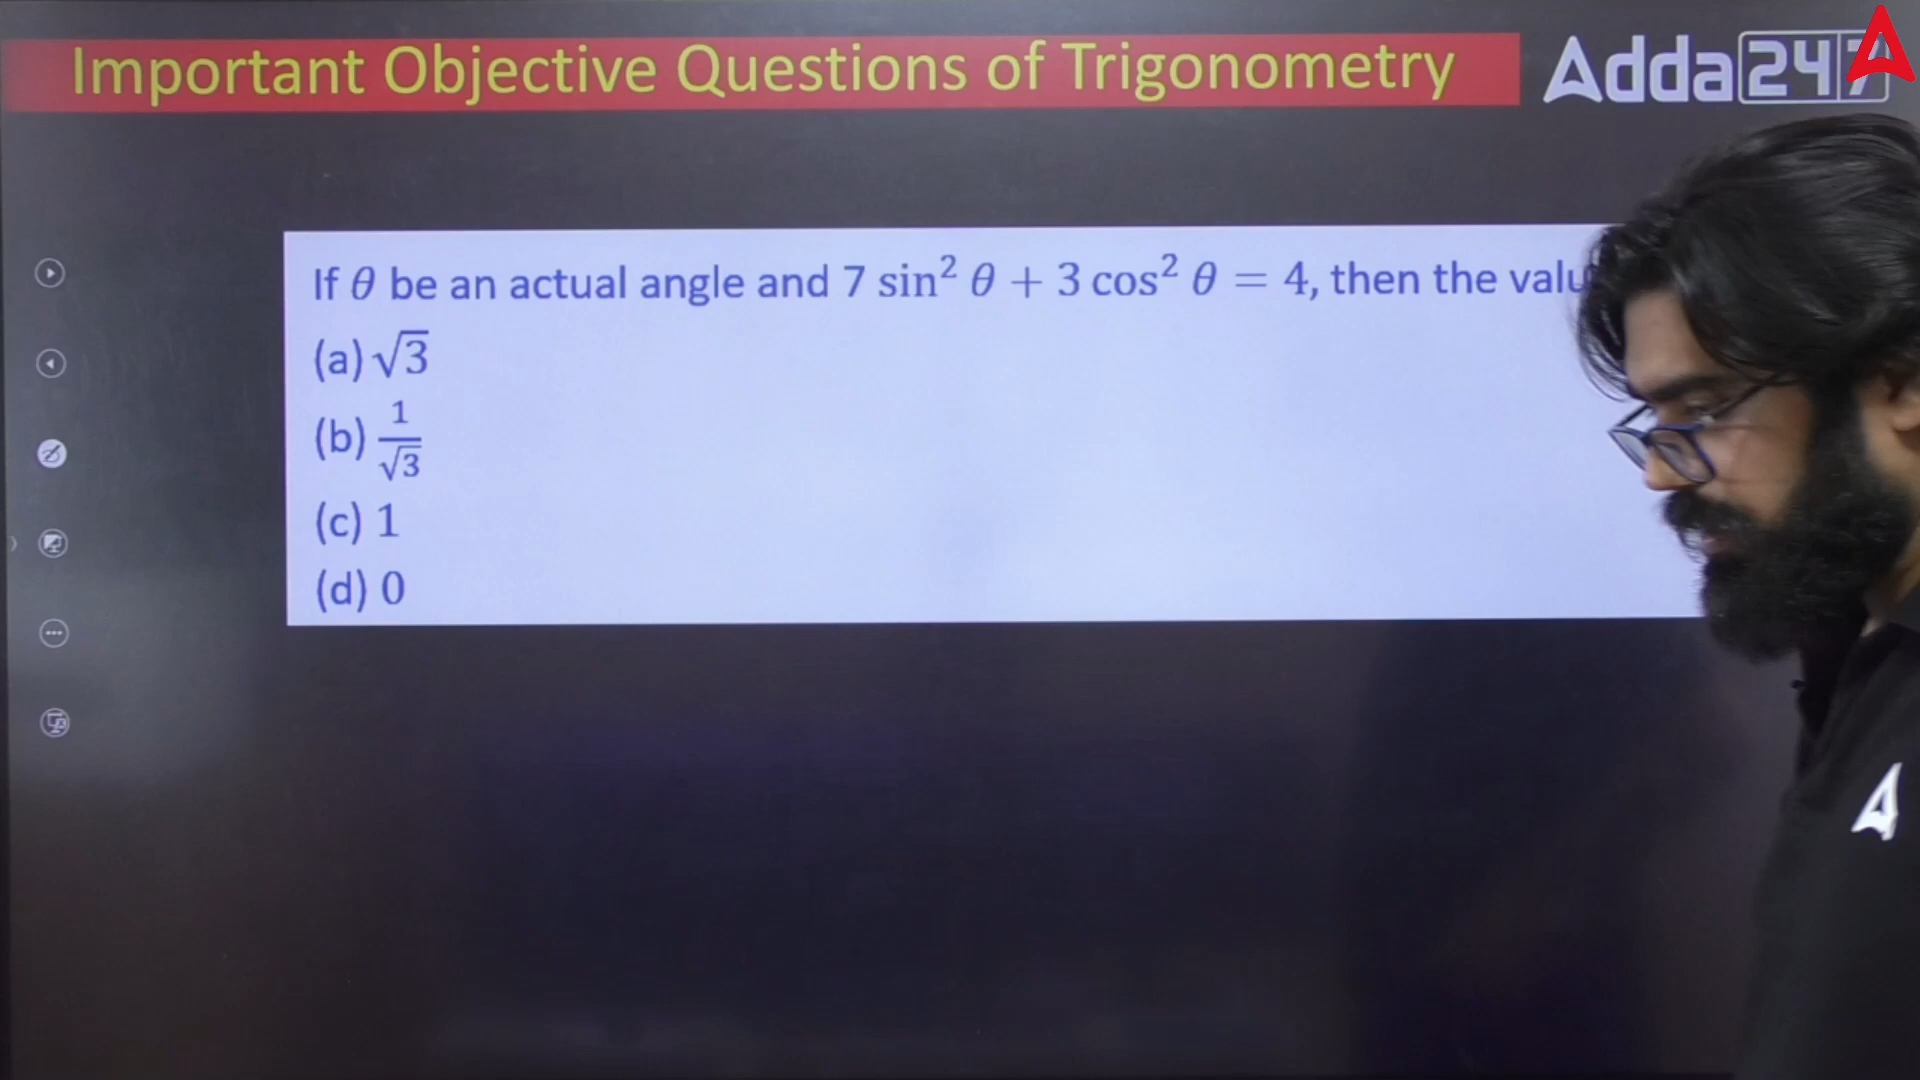 Important Objective Questions of Trigonometry
Adda247
If θ be an actual angle and 7 sin² θ + 3 cos² θ = 4, then the
(a) √3
(b) 1/√3
(c) 1
(d) 0